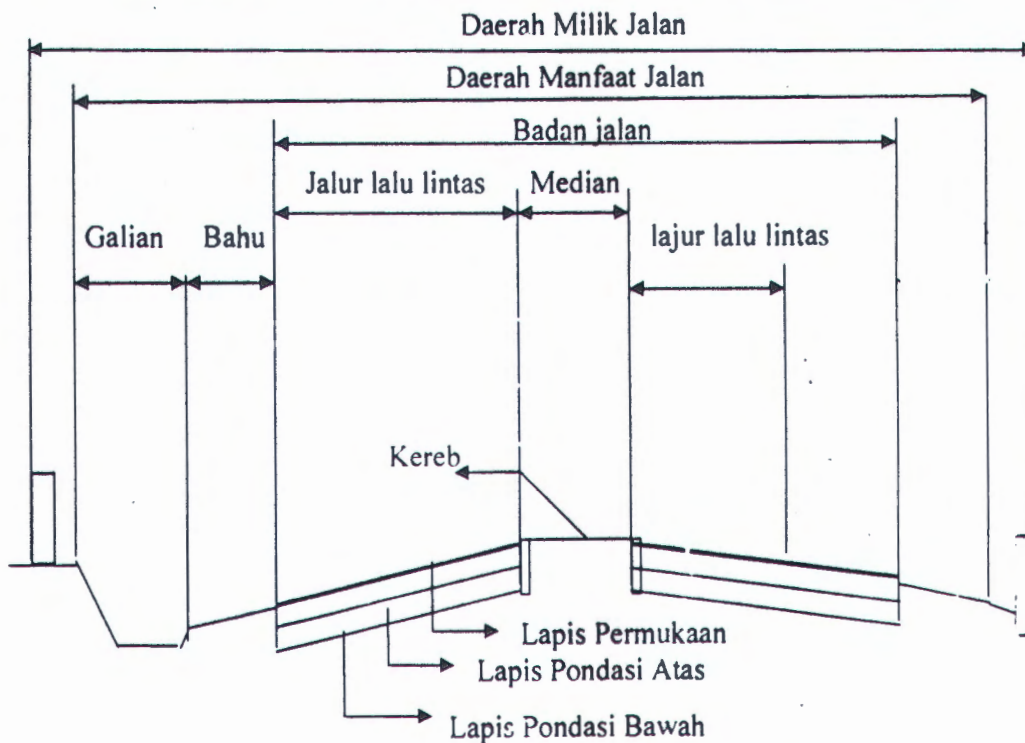 Daerah Milik Jalan
Daerah Manfaat Jalan
Badan jalan
Jalur lalu lintas
Median
Galian
Bahu
lajur lalu lintas
Kereb
Lapis Permukaan
Lapis Pondasi Atas
Lapis Pondasi Bawah